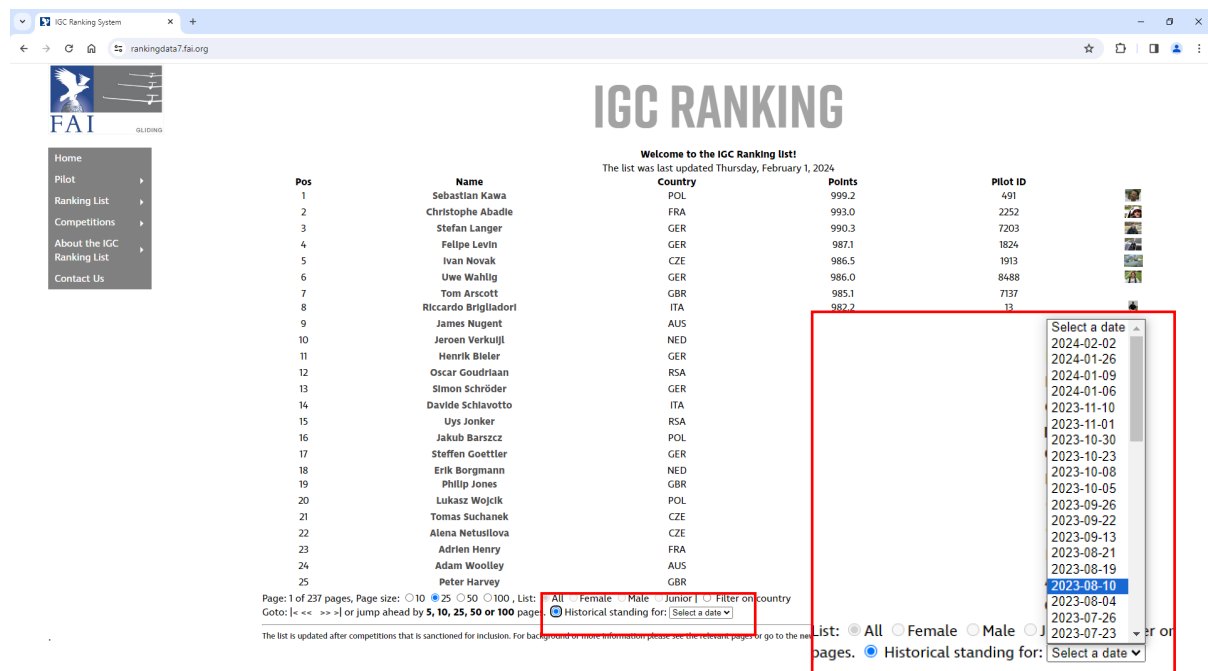 IGC Ranking System
rankingdata7.fai.org
FAI GLIDING
IGC RANKING
Home
Pilot
Ranking List
Competitions
About the IGC
Ranking List
Contact Us
Welcome to the IGC Ranking list!
The list was last updated Thursday, February 1, 2024
Pos Name Country Points Pilot ID
1 Sebastian Kawa POL 999.2 491
2 Christophe Abadie FRA 993.0 2252
3 Stefan Langer GER 990.3 7203
4 Felipe Levin GER 987.1 1824
5 Ivan Novak CZE 986.5 1913
6 Uwe Wahlig GER 986.0 8488
7 Tom Arscott GBR 985.1 7137
8 Riccardo Brigliadori ITA 982.2 13
9 James Nugent AUS
10 Jeroen Verkuijl NED
11 Henrik Bieler GER
12 Oscar Goudriaan RSA
13 Simon Schröder GER
14 Davide Schiavotto ITA
15 Uys Jonker RSA
16 Jakub Barszcz POL
17 Steffen Goettler GER
18 Erik Borgmann NED
19 Philip Jones GBR
20 Lukasz Wojcik POL
21 Tomas Suchanek CZE
22 Alena Netusilova CZE
23 Adrien Henry FRA
24 Adam Woolley AUS
25 Peter Harvey GBR
Page: 1 of 237 pages, Page size: 10 25 50 100 , List: All Female Male Junior | Filter on country
Goto: |< << >> >| or jump ahead by 5, 10, 25, 50 or 100 pages. Historical standing for: Select a date
The list is updated after competitions that is sanctioned for inclusion. For background or more information please see the relevant pages or go to the new
Select a date
2024-02-02
2024-01-26
2024-01-09
2024-01-06
2023-11-10
2023-11-01
2023-10-30
2023-10-23
2023-10-08
2023-10-05
2023-09-26
2023-09-22
2023-09-13
2023-08-21
2023-08-19
2023-08-10
2023-08-04
2023-07-26
2023-07-23
List: All Female Male J er or
pages. Historical standing for: Select a date